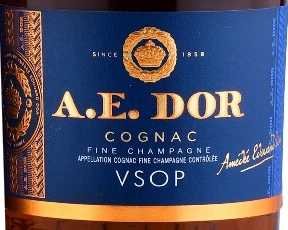 SINCE 1858
A.E. DOR
COGNAC
FINE CHAMPAGNE
APPELLATION COGNAC FINE CHAMPAGNE CONTRÔLÉE
VSOP